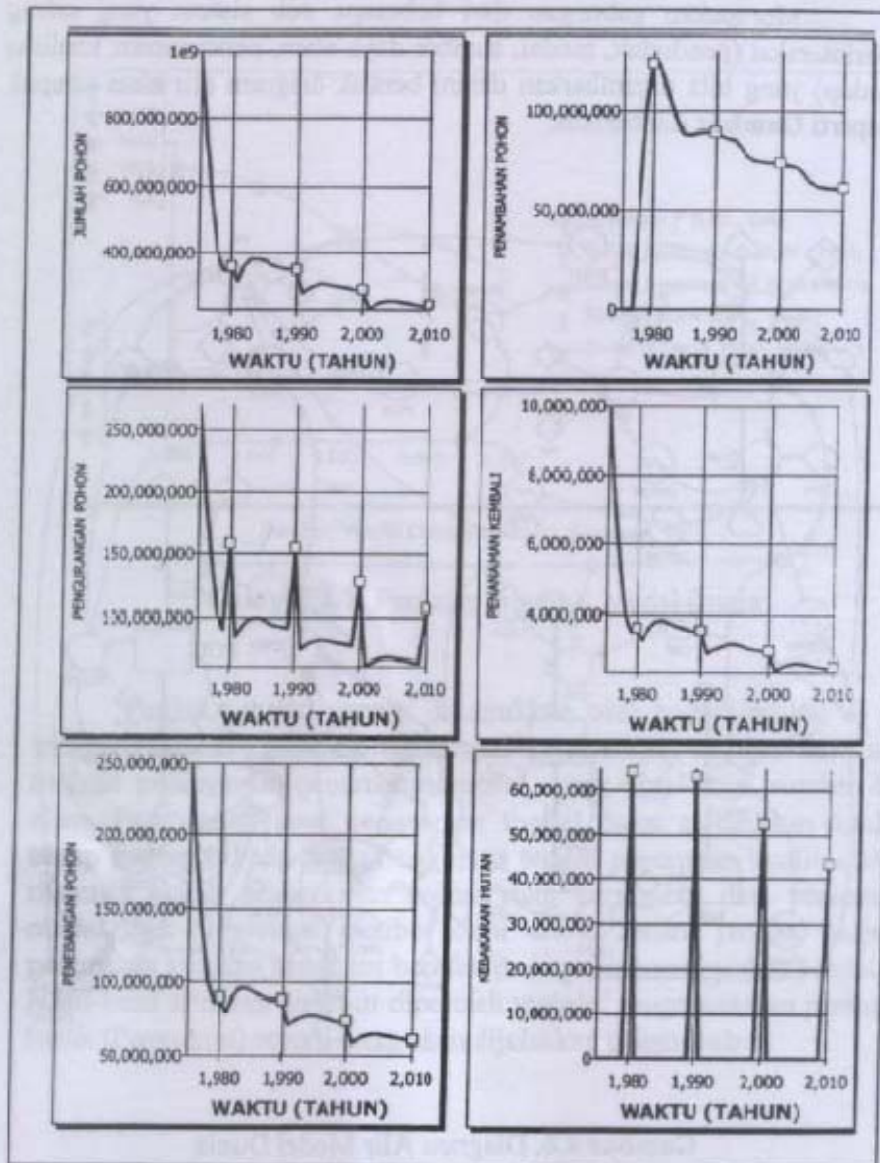 1e9
800,000,000
600,000,000
400,000,000
JUMLAH POHON
1,980 1,990 2,000 2,010
WAKTU (TAHUN)
100,000,000
50,000,000
0
PENAMBAHAN POHON
1,980 1,990 2,000 2,010
WAKTU (TAHUN)
250,000,000
200,000,000
150,000,000
130,000,000
PENGURANGAN POHON
1,980 1,990 2,000 2,010
WAKTU (TAHUN)
10,000,000
8,000,000
6,000,000
4,000,000
PENANAMAN KEMBALI
1,980 1,990 2,000 2,010
WAKTU (TAHUN)
250,000,000
200,000,000
150,000,000
100,000,000
50,000,000
PENEBANGAN POHON
1,980 1,990 2,000 2,010
WAKTU (TAHUN)
60,000,000
50,000,000
40,000,000
30,000,000
20,000,000
10,000,000
0
KEBAKARAN HUTAN
1,980 1,990 2,000 2,010
WAKTU (TAHUN)